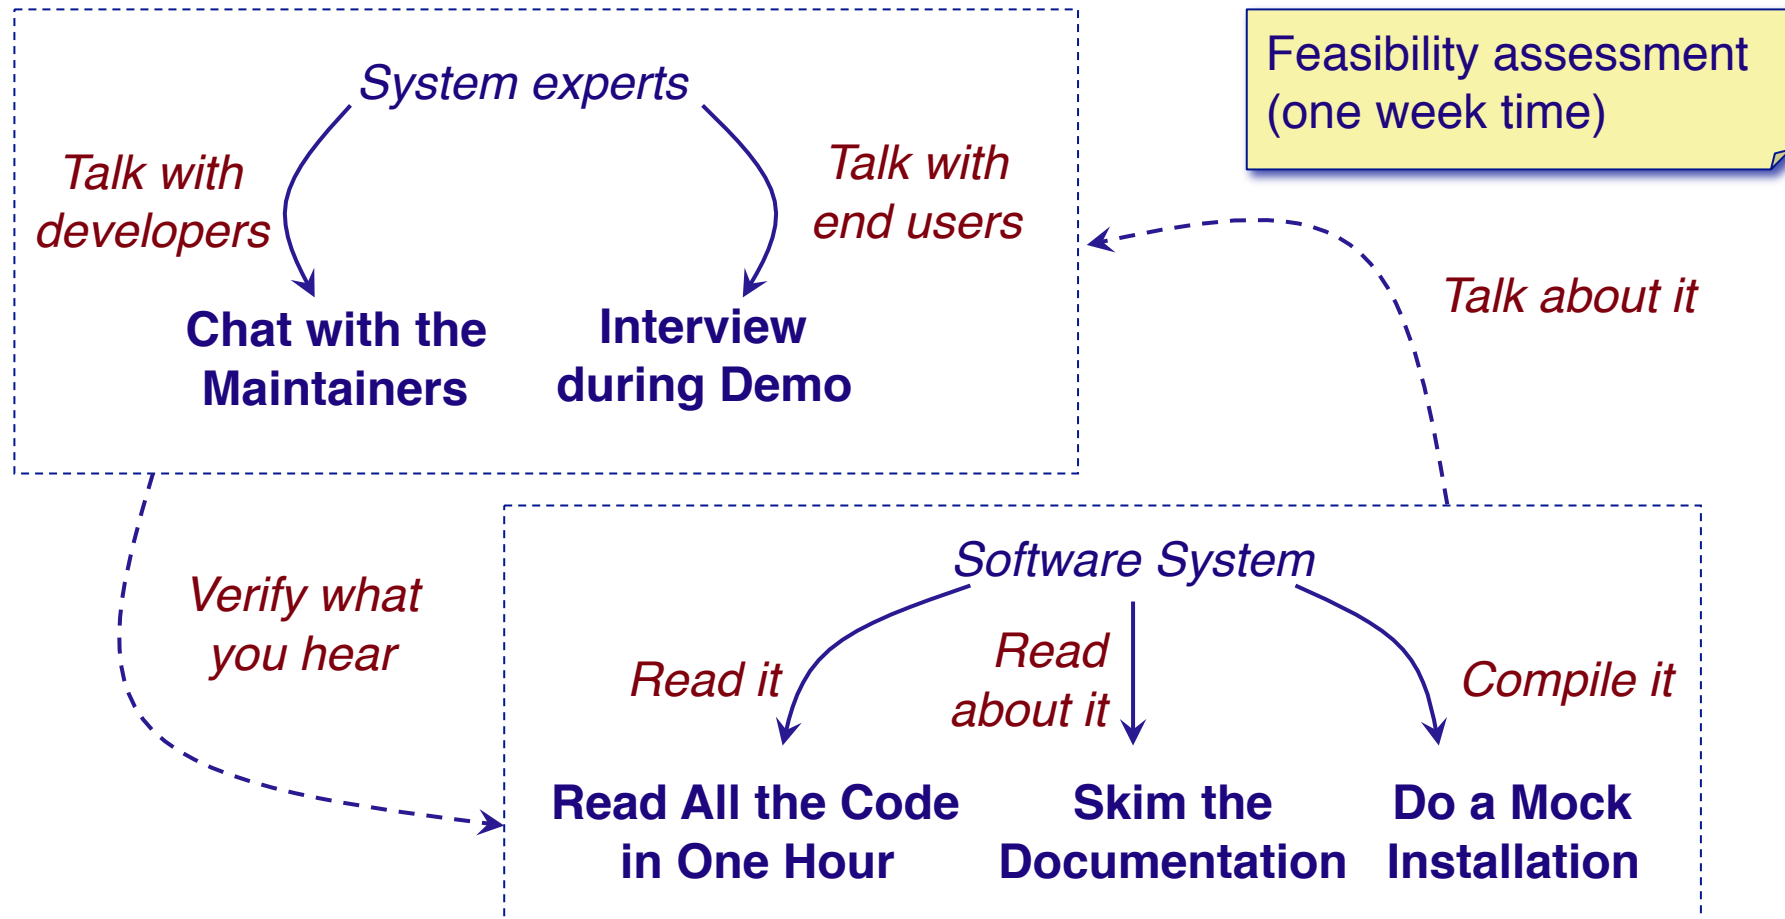 System experts
Feasibility assessment
(one week time)
Talk with
developers
Talk with
end users
Chat with the
Maintainers
Interview
during Demo
Talk about it
Verify what
you hear
Software System
Read it
Read
about it
Compile it
Read All the Code
in One Hour
Skim the
Documentation
Do a Mock
Installation